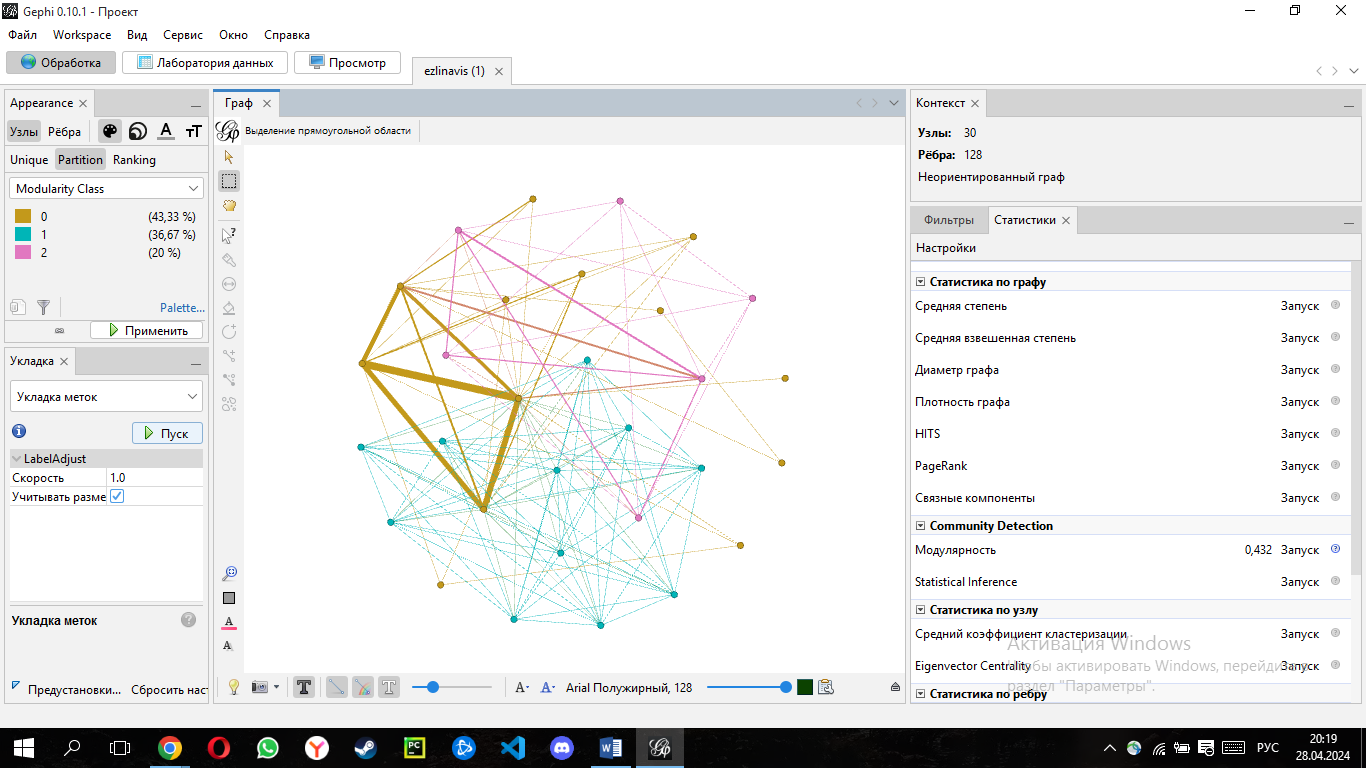 Gephi 0.10.1 - Проект
Файл Workspace Вид Сервис Окно Справка
Обработка Лаборатория данных Просмотр
ezlinavis (1)
Appearance
Узлы Рёбра
Unique Partition Ranking
Modularity Class
0 (43,33 %)
1 (36,67 %)
2 (20 %)
Palette...
Применить
Укладка
Укладка меток
Пуск
LabelAdjust
Скорость 1.0
Учитывать разме
Укладка меток
Предустановки... Сбросить наст
Граф
Выделение прямоугольной области
Arial Полужирный, 128
Контекст
Узлы: 30
Рёбра: 128
Неориентированный граф
Фильтры Статистики
Настройки
Статистика по графу
Средняя степень Запуск
Средняя взвешенная степень Запуск
Диаметр графа Запуск
Плотность графа Запуск
HITS Запуск
PageRank Запуск
Связные компоненты Запуск
Community Detection
Модулярность 0,432 Запуск
Statistical Inference Запуск
Статистика по узлу
Средний коэффициент кластеризации Запуск
Eigenvector Centrality Запуск
Статистика по ребру
Активация Windows
Чтобы активировать Windows, перейдите в
раздел "Параметры".
РУС
20:19
28.04.2024